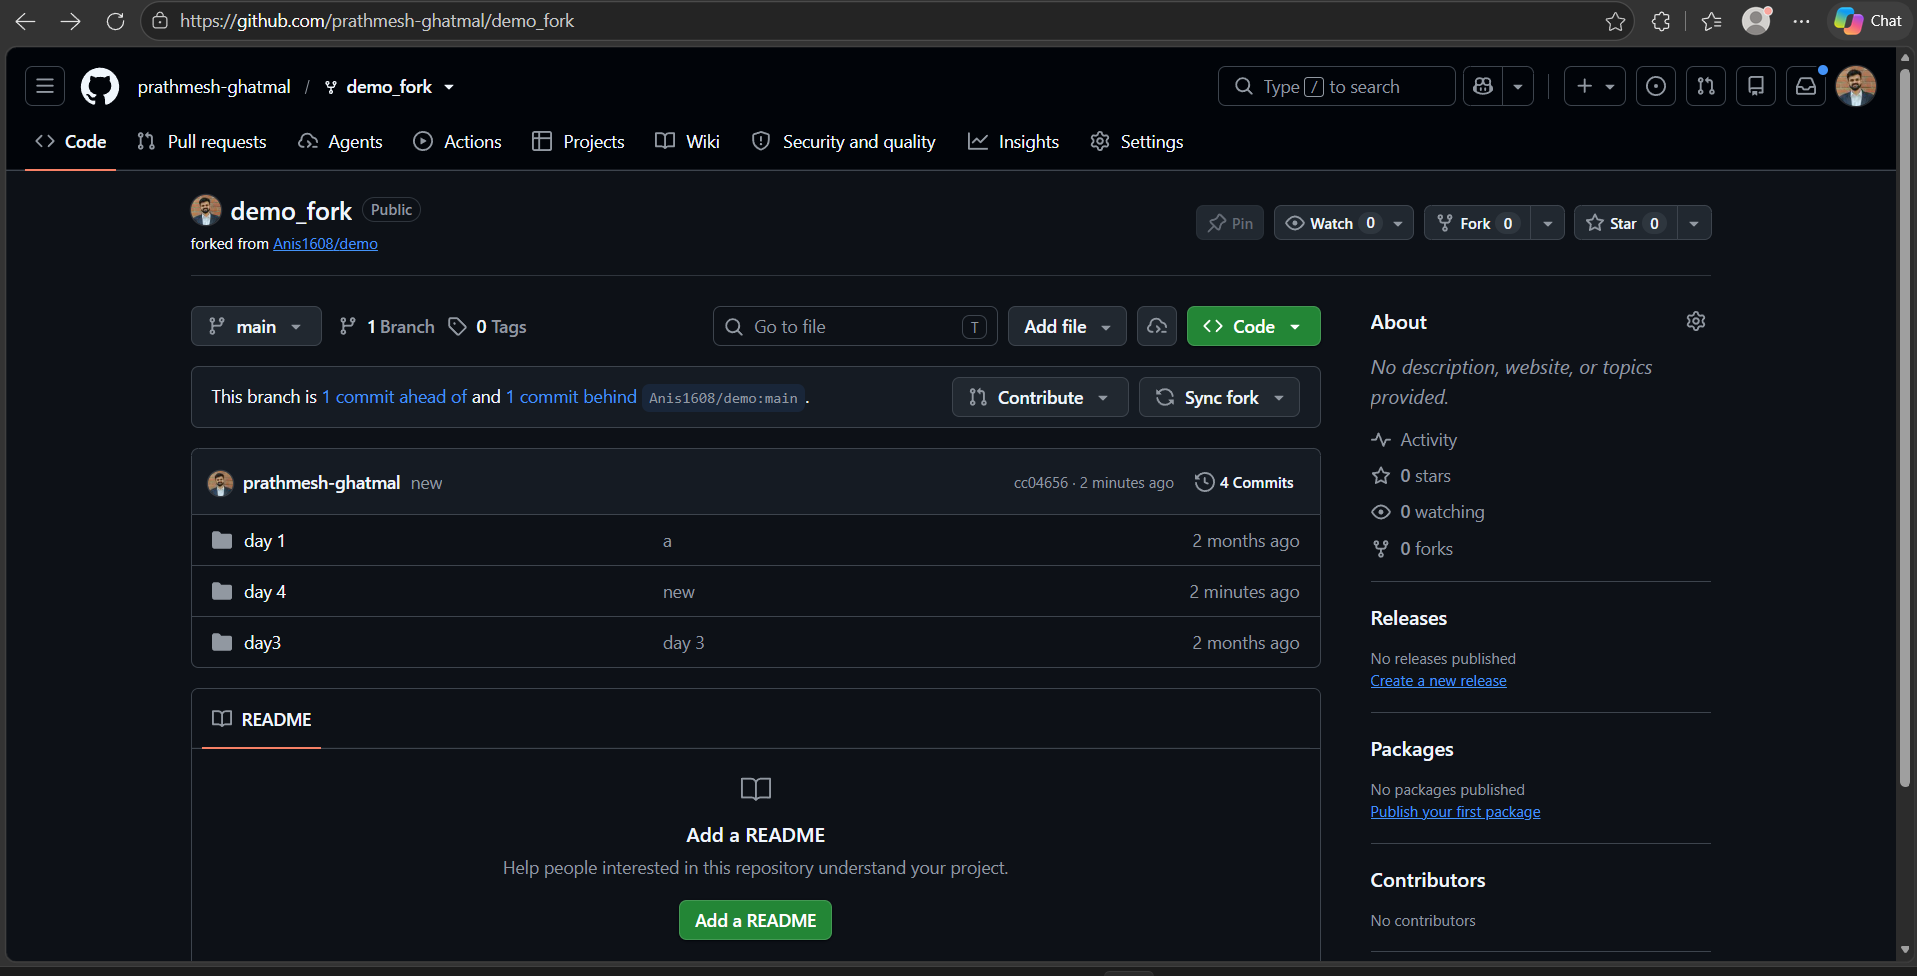 https://github.com/prathmesh-ghatmal/demo_fork
Chat
prathmesh-ghatmal / demo_fork
Type / to search
Code Pull requests Agents Actions Projects Wiki Security and quality Insights Settings
demo_fork Public
Pin Watch 0 Fork 0 Star 0
forked from Anis1608/demo
main 1 Branch 0 Tags Go to file T Add file Code
This branch is 1 commit ahead of and 1 commit behind Anis1608/demo:main .
Contribute Sync fork
prathmesh-ghatmal new cc04656 · 2 minutes ago 4 Commits
day 1 a 2 months ago
day 4 new 2 minutes ago
day3 day 3 2 months ago
README
Add a README
Help people interested in this repository understand your project.
Add a README
About
No description, website, or topics
provided.
Activity
0 stars
0 watching
0 forks
Releases
No releases published
Create a new release
Packages
No packages published
Publish your first package
Contributors
No contributors